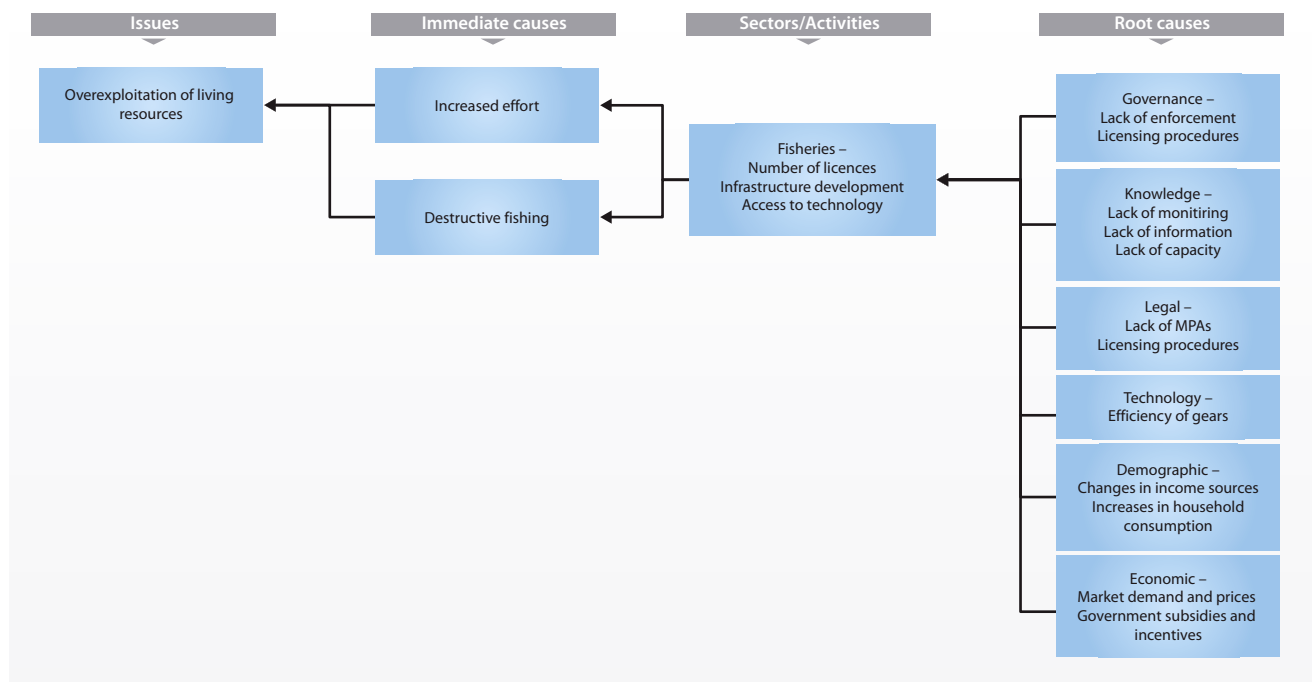 Issues
Immediate causes
Sectors/Activities
Root causes
Overexploitation of living
resources
Increased effort
Destructive fishing
Fisheries –
Number of licences
Infrastructure development
Access to technology
Governance –
Lack of enforcement
Licensing procedures
Knowledge –
Lack of monitiring
Lack of information
Lack of capacity
Legal –
Lack of MPAs
Licensing procedures
Technology –
Efficiency of gears
Demographic –
Changes in income sources
Increases in household
consumption
Economic –
Market demand and prices
Government subsidies and
incentives